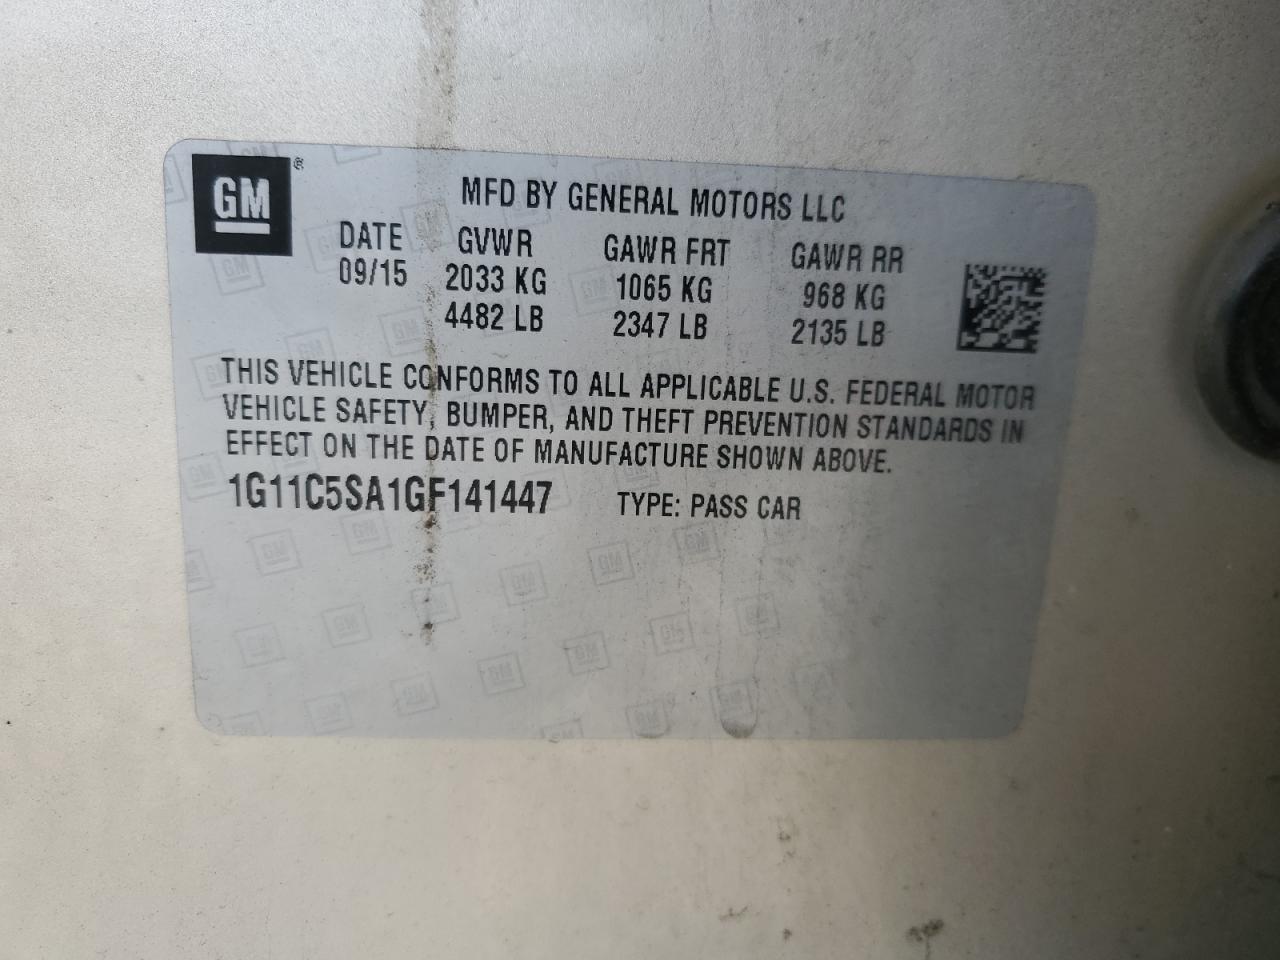 GM®
MFD BY GENERAL MOTORS LLC
DATE GVWR GAWR FRT GAWR RR
09/15 2033 KG 1065 KG 968 KG
4482 LB 2347 LB 2135 LB
THIS VEHICLE CONFORMS TO ALL APPLICABLE U.S. FEDERAL MOTOR
VEHICLE SAFETY, BUMPER, AND THEFT PREVENTION STANDARDS IN
EFFECT ON THE DATE OF MANUFACTURE SHOWN ABOVE.
1G11C5SA1GF141447 TYPE: PASS CAR